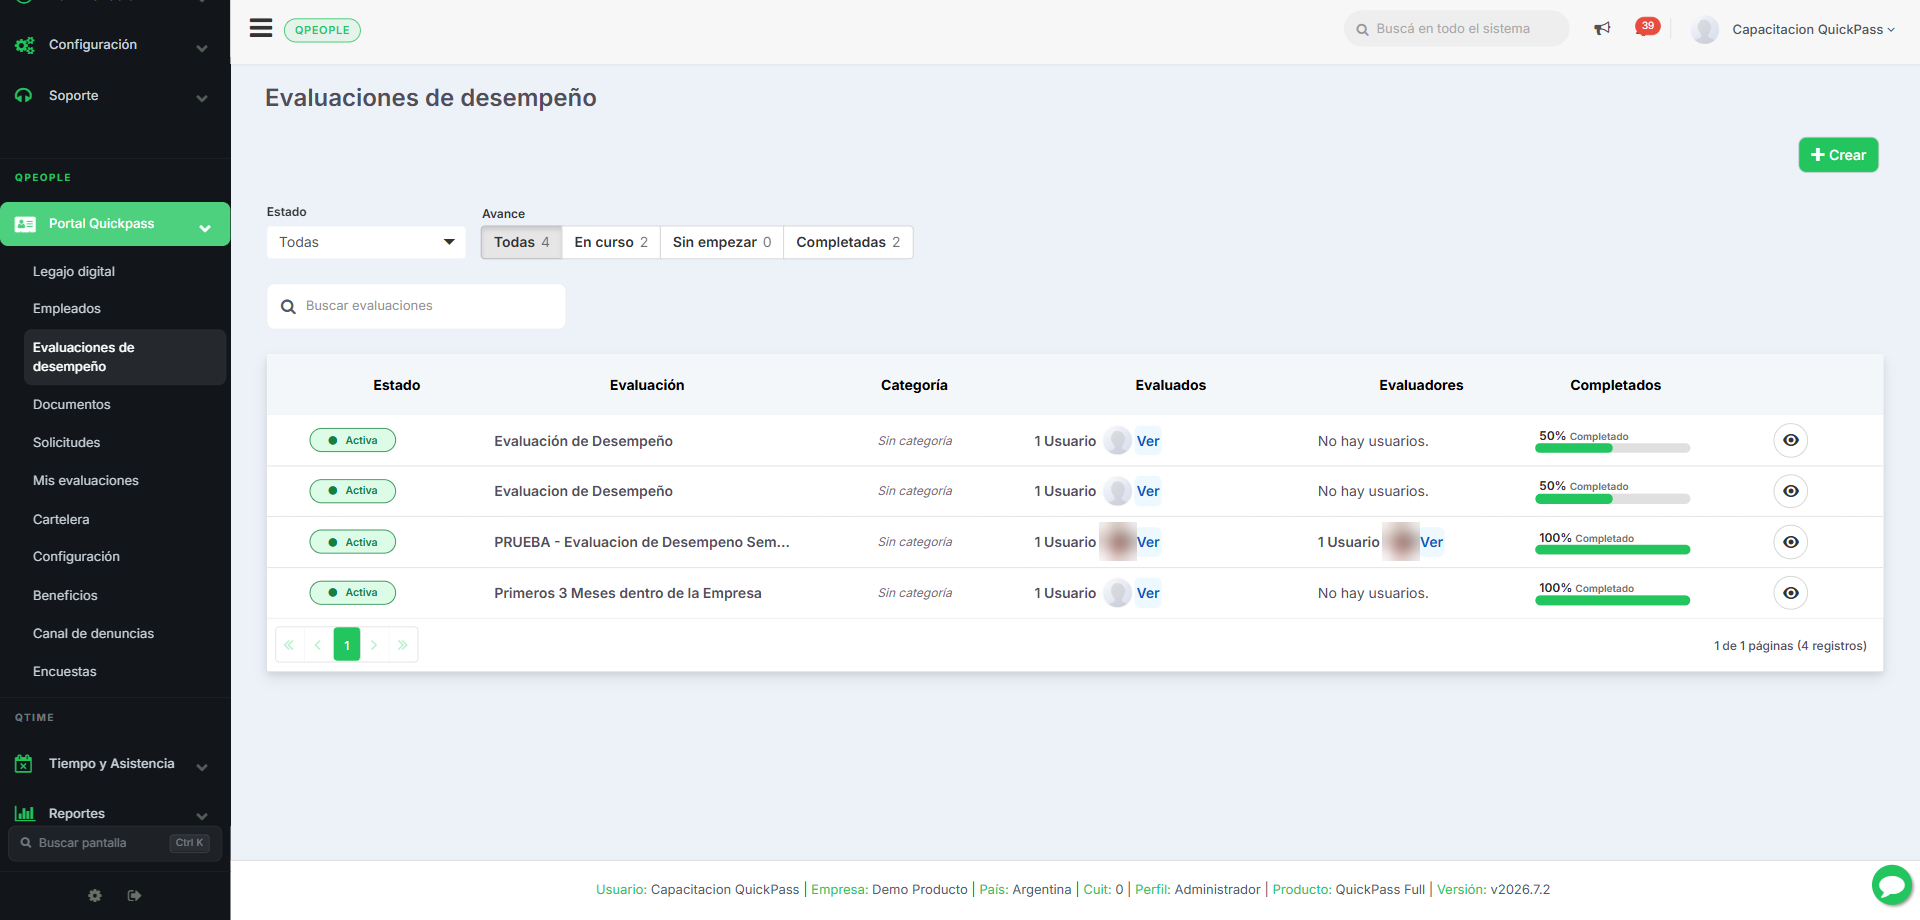 Configuración
Soporte
QPEOPLE
Portal Quickpass
Legajo digital
Empleados
Evaluaciones de
desempeño
Documentos
Solicitudes
Mis evaluaciones
Cartelera
Configuración
Beneficios
Canal de denuncias
Encuestas
QTIME
Tiempo y Asistencia
Reportes
Buscar pantalla
Ctrl K
QPEOPLE
Buscá en todo el sistema
39
Capacitacion QuickPass
Evaluaciones de desempeño
Crear
Estado
Todas
Avance
Todas 4
En curso 2
Sin empezar 0
Completadas 2
Buscar evaluaciones
Estado Evaluación Categoría Evaluados Evaluadores Completados
Activa Evaluación de Desempeño Sin categoría 1 Usuario Ver No hay usuarios. 50% Completado
Activa Evaluacion de Desempeño Sin categoría 1 Usuario Ver No hay usuarios. 50% Completado
Activa PRUEBA - Evaluacion de Desempeno Sem... Sin categoría 1 Usuario Ver 1 Usuario Ver 100% Completado
Activa Primeros 3 Meses dentro de la Empresa Sin categoría 1 Usuario Ver No hay usuarios. 100% Completado
« ‹ 1 › »
1 de 1 páginas (4 registros)
Usuario: Capacitacion QuickPass | Empresa: Demo Producto | País: Argentina | Cuit: 0 | Perfil: Administrador | Producto: QuickPass Full | Versión: v2026.7.2